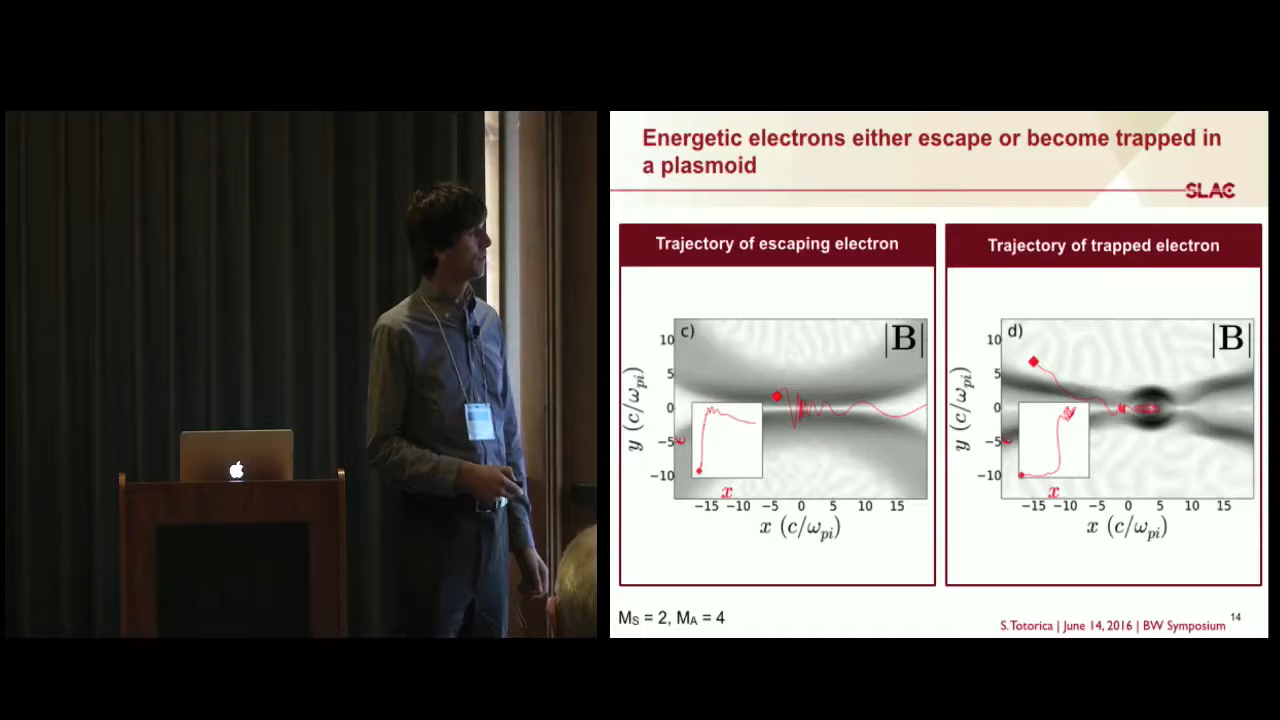 Energetic electrons either escape or become trapped in
a plasmoid
SLAC
Trajectory of escaping electron
c)
|B|
10
5
0
−5
−10
y (c/ω_pi)
ε
x
−15 −10 −5 0 5 10 15
x (c/ω_pi)
Trajectory of trapped electron
d)
|B|
10
5
0
−5
−10
y (c/ω_pi)
ε
x
−15 −10 −5 0 5 10 15
x (c/ω_pi)
M_S = 2, M_A = 4
S. Totorica | June 14, 2016 | BW Symposium 14